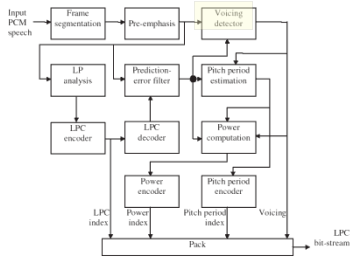 Input
PCM
speech
Frame
segmentation
Pre-emphasis
Voicing
detector
LP
analysis
Prediction-
error filter
Pitch period
estimation
LPC
encoder
LPC
decoder
Power
computation
Power
encoder
Pitch period
encoder
LPC
index
Power
index
Pitch period
index
Voicing
Pack
LPC
bit-stream